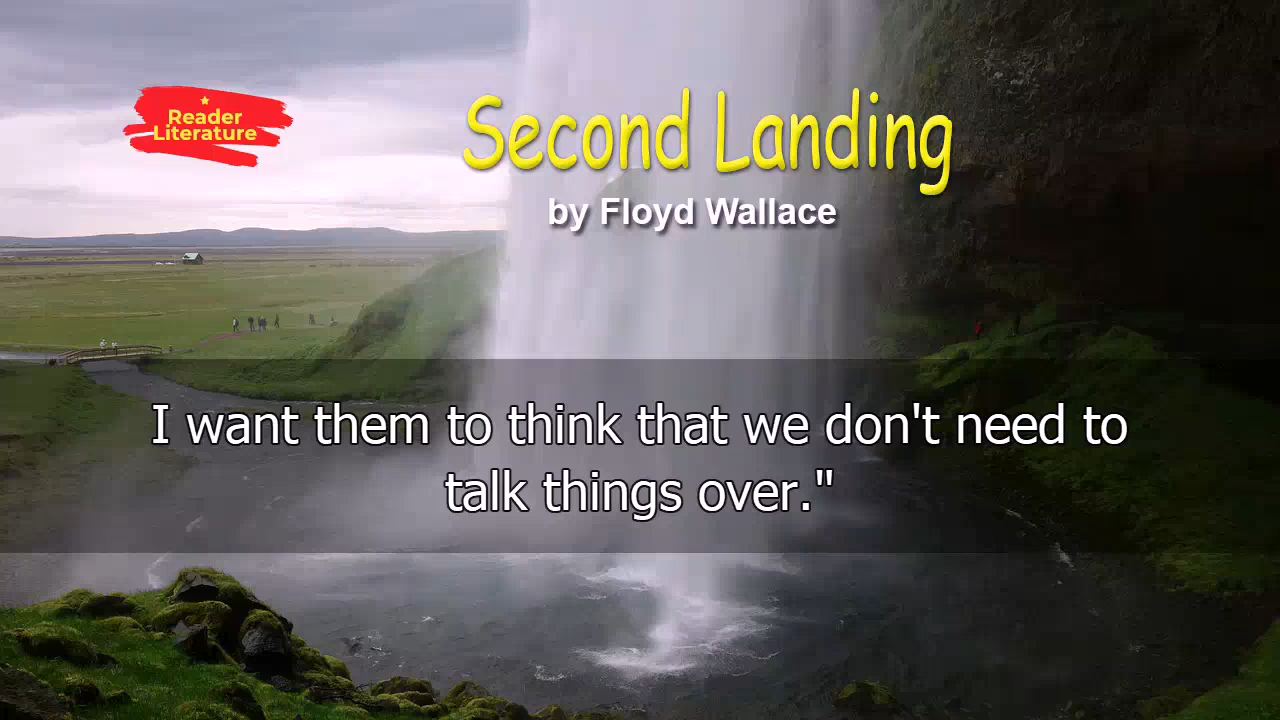 Reader
Literature
Second Landing
by Floyd Wallace
I want them to think that we don't need to
talk things over."